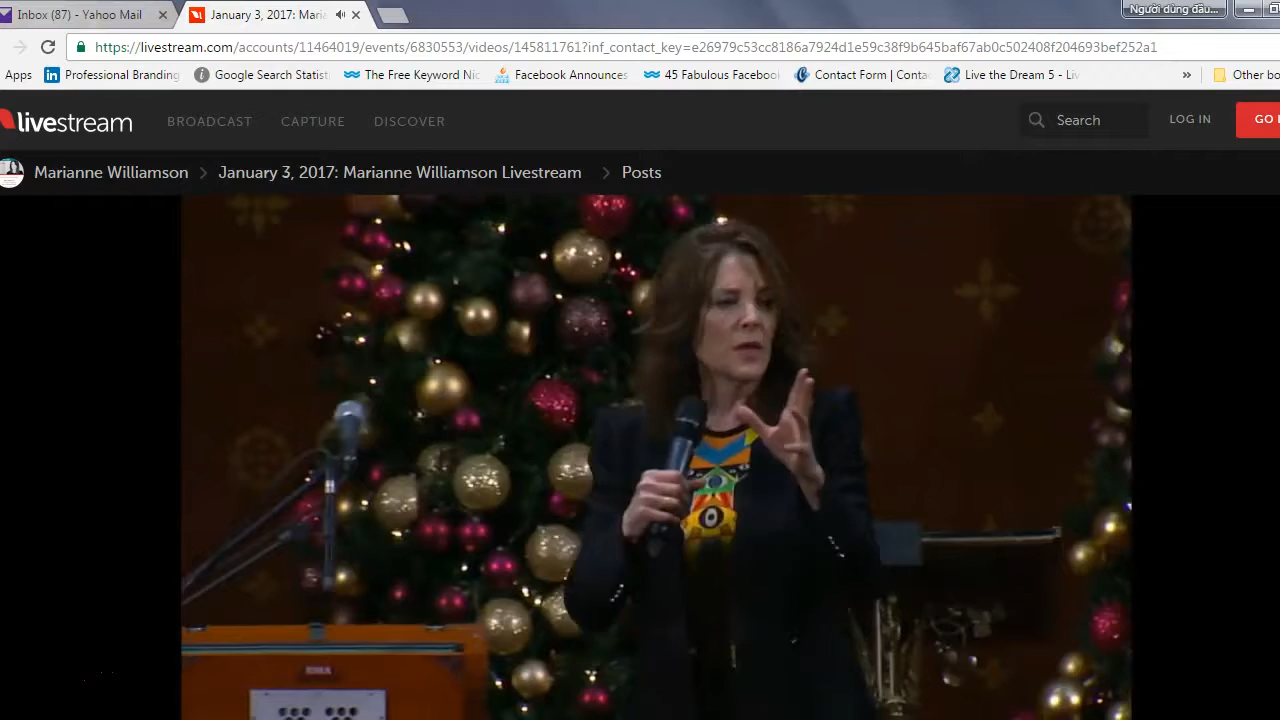 Inbox (87) - Yahoo Mail
January 3, 2017: Maria
Người dùng đầu...
https://livestream.com/accounts/11464019/events/6830553/videos/145811761?inf_contact_key=e26979c53cc8186a7924d1e59c38f9b645baf67ab0c502408f204693bef252a1
Apps
Professional Branding
Google Search Statist
The Free Keyword Nic
Facebook Announces
45 Fabulous Faceboo
Contact Form | Conta
Live the Dream 5 - Liv
»
Other bo
livestream
BROADCAST
CAPTURE
DISCOVER
Search
LOG IN
GO
Marianne Williamson
January 3, 2017: Marianne Williamson Livestream
Posts